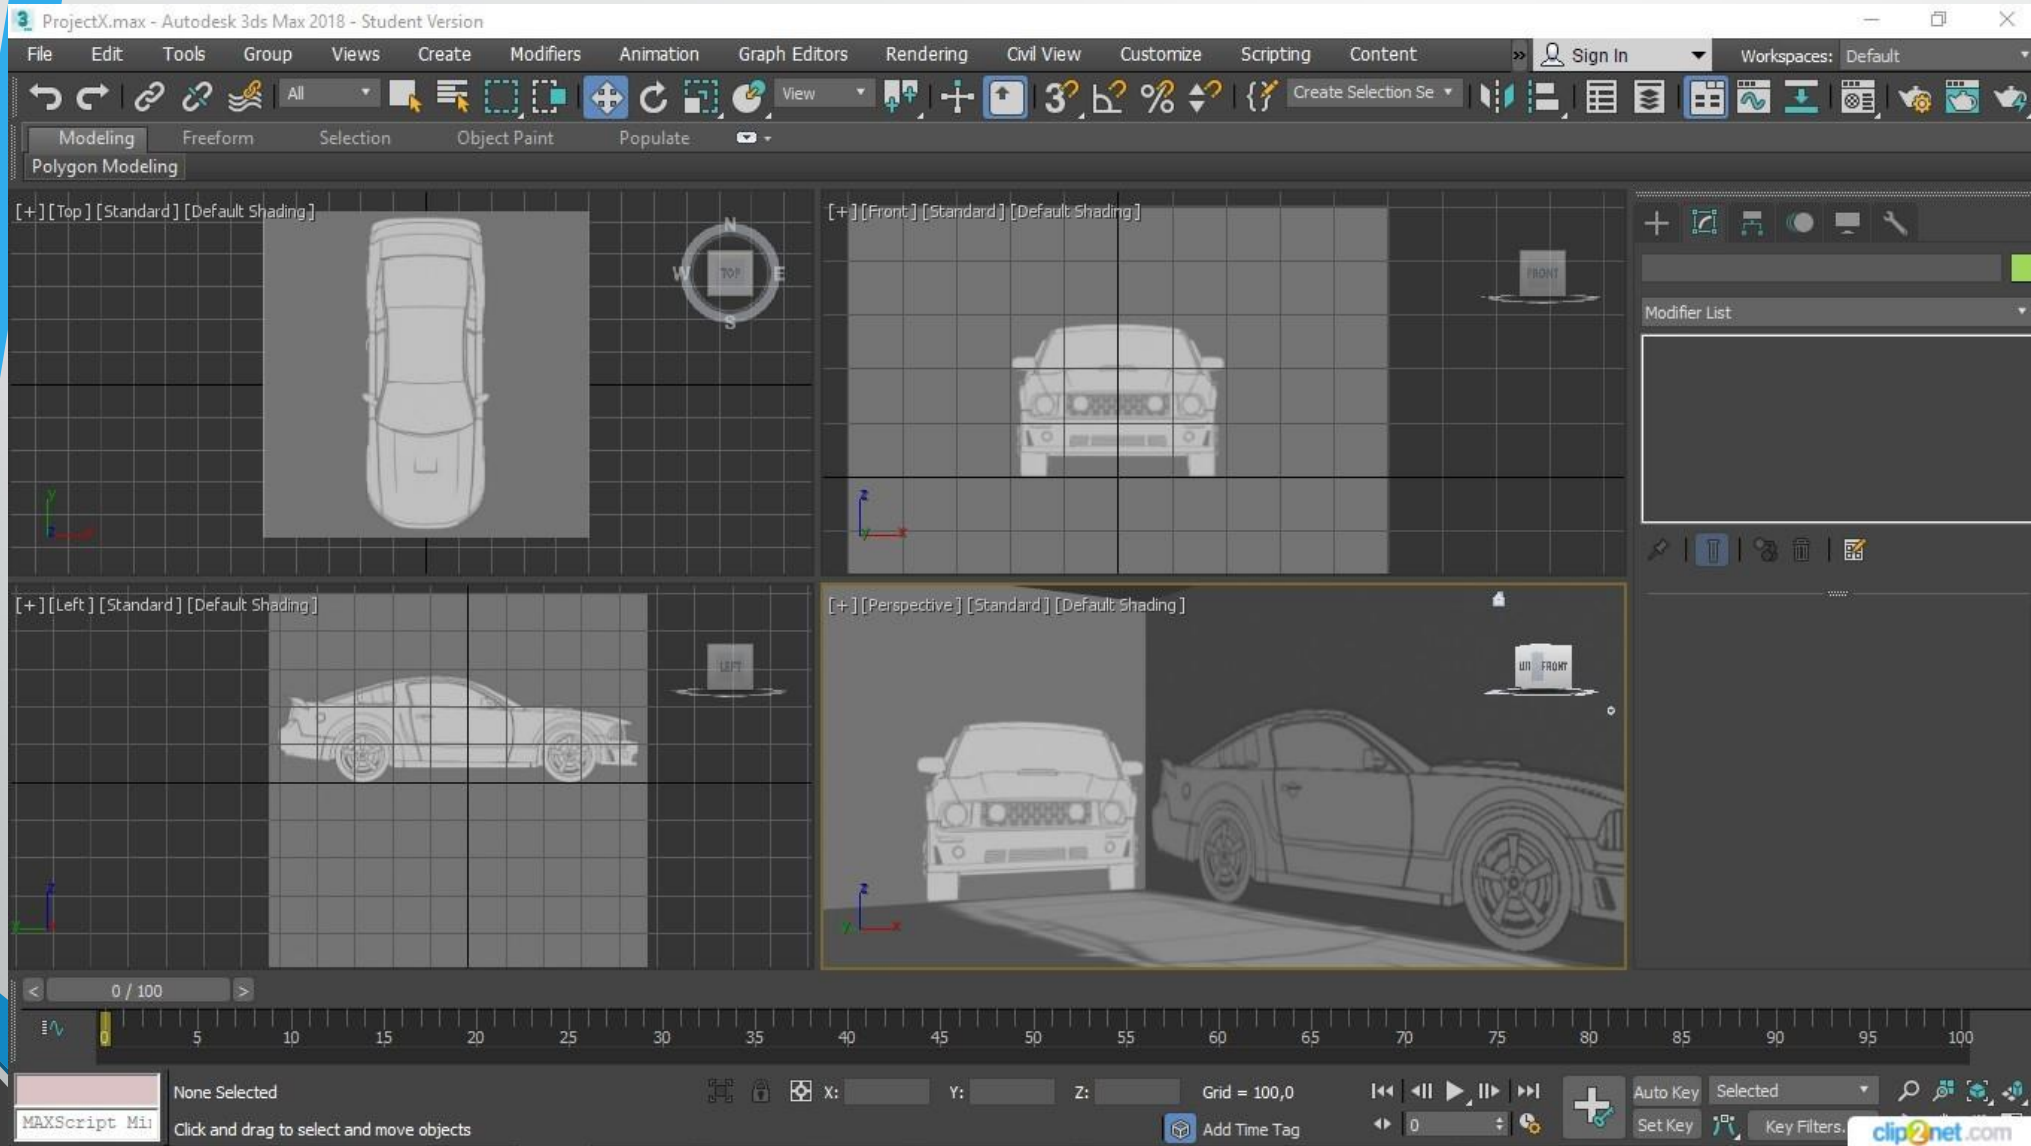 3 ProjectX.max - Autodesk 3ds Max 2018 - Student Version
File Edit Tools Group Views Create Modifiers Animation Graph Editors Rendering Civil View Customize Scripting Content » Sign In Workspaces: Default
All View 3 % Create Selection Se
Modeling Freeform Selection Object Paint Populate
Polygon Modeling
[+] [Top] [Standard] [Default Shading]
N
W TOP E
S
y
x
[+] [Front] [Standard] [Default Shading]
FRONT
z
y x
Modifier List
[+] [Left] [Standard] [Default Shading]
LEFT
z
y
[+] [Perspective] [Standard] [Default Shading]
FRONT
z
y x
< 0 / 100 >
0 5 10 15 20 25 30 35 40 45 50 55 60 65 70 75 80 85 90 95 100
None Selected X: Y: Z: Grid = 100,0 Auto Key Selected
MAXScript Mi Click and drag to select and move objects Add Time Tag 0 Set Key Key Filters.
clip2net.com